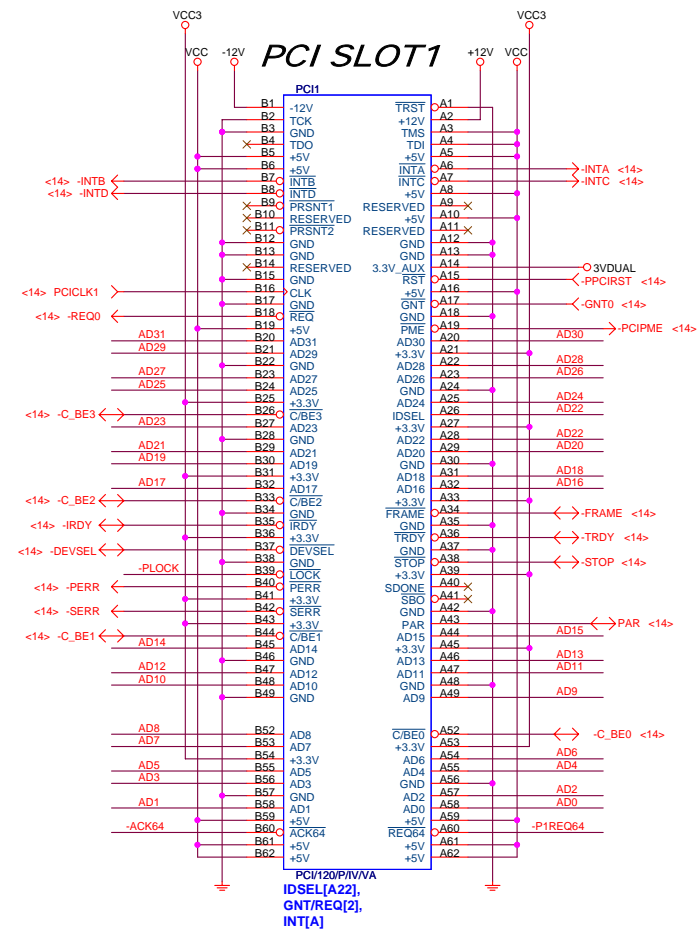 VCC3 VCC3
VCC -12V PCI SLOT1 +12V VCC
PCI1
B1 -12V TRST A1
B2 TCK +12V A2
B3 GND TMS A3
B4 TDO TDI A4
B5 +5V +5V A5
B6 +5V INTA A6 -INTA <14>
<14> -INTB B7 INTB INTC A7 -INTC <14>
<14> -INTD B8 INTD +5V A8
B9 PRSNT1 RESERVED A9
B10 RESERVED +5V A10
B11 PRSNT2 RESERVED A11
B12 GND GND A12
B13 GND GND A13
B14 RESERVED 3.3V_AUX A14 3VDUAL
B15 GND RST A15 -PPCIRST <14>
<14> PCICLK1 B16 CLK +5V A16
B17 GND GNT A17 -GNT0 <14>
<14> -REQ0 B18 REQ GND A18
B19 +5V PME A19 -PCIPME <14>
AD31 B20 AD31 AD30 A20 AD30
AD29 B21 AD29 +3.3V A21
B22 GND AD28 A22 AD28
AD27 B23 AD27 AD26 A23 AD26
AD25 B24 AD25 GND A24
B25 +3.3V AD24 A25 AD24
<14> -C_BE3 B26 C/BE3 IDSEL A26 AD22
AD23 B27 AD23 +3.3V A27
B28 GND AD22 A28 AD22
AD21 B29 AD21 AD20 A29 AD20
AD19 B30 AD19 GND A30
B31 +3.3V AD18 A31 AD18
AD17 B32 AD17 AD16 A32 AD16
<14> -C_BE2 B33 C/BE2 +3.3V A33
B34 GND FRAME A34 -FRAME <14>
<14> -IRDY B35 IRDY GND A35
B36 +3.3V TRDY A36 -TRDY <14>
<14> -DEVSEL B37 DEVSEL GND A37
B38 GND STOP A38 -STOP <14>
-PLOCK B39 LOCK +3.3V A39
<14> -PERR B40 PERR SDONE A40
B41 +3.3V SBO A41
<14> -SERR B42 SERR GND A42
B43 +3.3V PAR A43 PAR <14>
<14> -C_BE1 B44 C/BE1 AD15 A44 AD15
AD14 B45 AD14 +3.3V A45
B46 GND AD13 A46 AD13
AD12 B47 AD12 AD11 A47 AD11
AD10 B48 AD10 GND A48
B49 GND AD9 A49 AD9
AD8 B52 AD8 C/BE0 A52 -C_BE0 <14>
AD7 B53 AD7 +3.3V A53
B54 +3.3V AD6 A54 AD6
AD5 B55 AD5 AD4 A55 AD4
AD3 B56 AD3 GND A56
B57 GND AD2 A57 AD2
AD1 B58 AD1 AD0 A58 AD0
B59 +5V +5V A59
-ACK64 B60 ACK64 REQ64 A60 -P1REQ64
B61 +5V +5V A61
B62 +5V +5V A62
PCI/120/P/IV/VA
IDSEL[A22],
GNT/REQ[2],
INT[A]